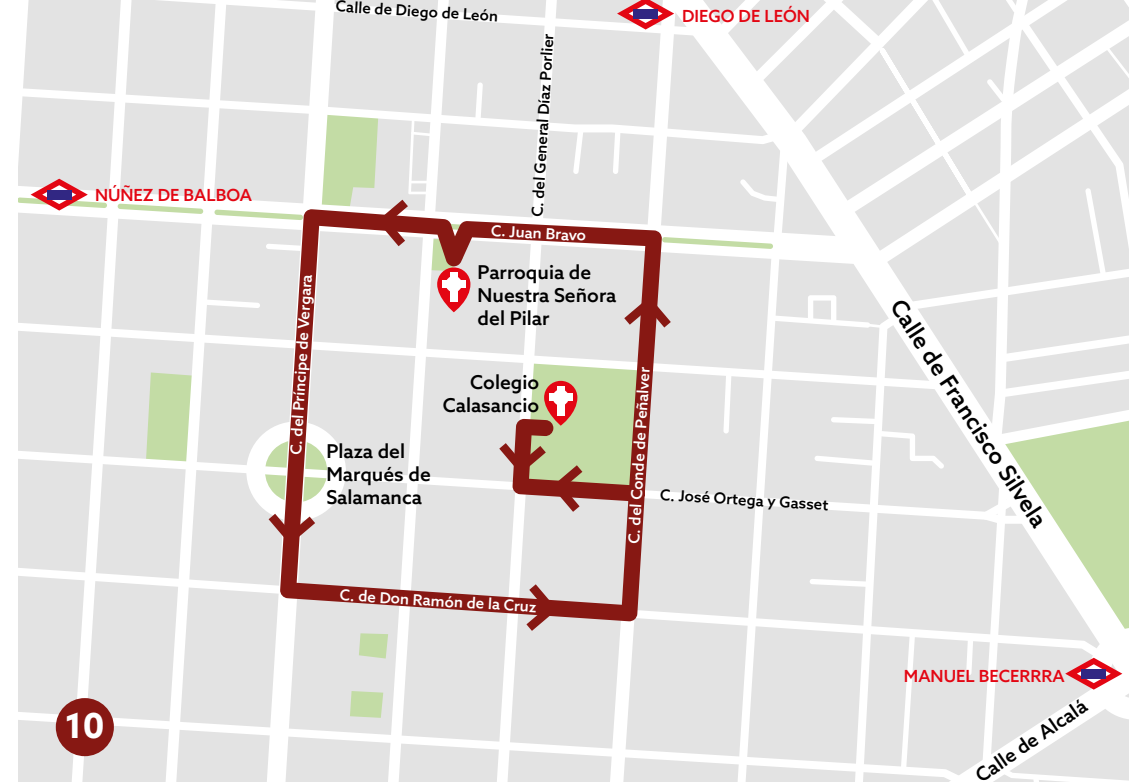 Calle de Diego de León
DIEGO DE LEÓN
C. del General Díaz Porlier
NÚÑEZ DE BALBOA
C. Juan Bravo
Parroquia de
Nuestra Señora
del Pilar
C. del Príncipe de Vergara
Calle de Francisco Silvela
Colegio
Calasancio
C. del Conde de Peñalver
Plaza del
Marqués de
Salamanca
C. José Ortega y Gasset
C. de Don Ramón de la Cruz
MANUEL BECERRRA
10
Calle de Alcalá